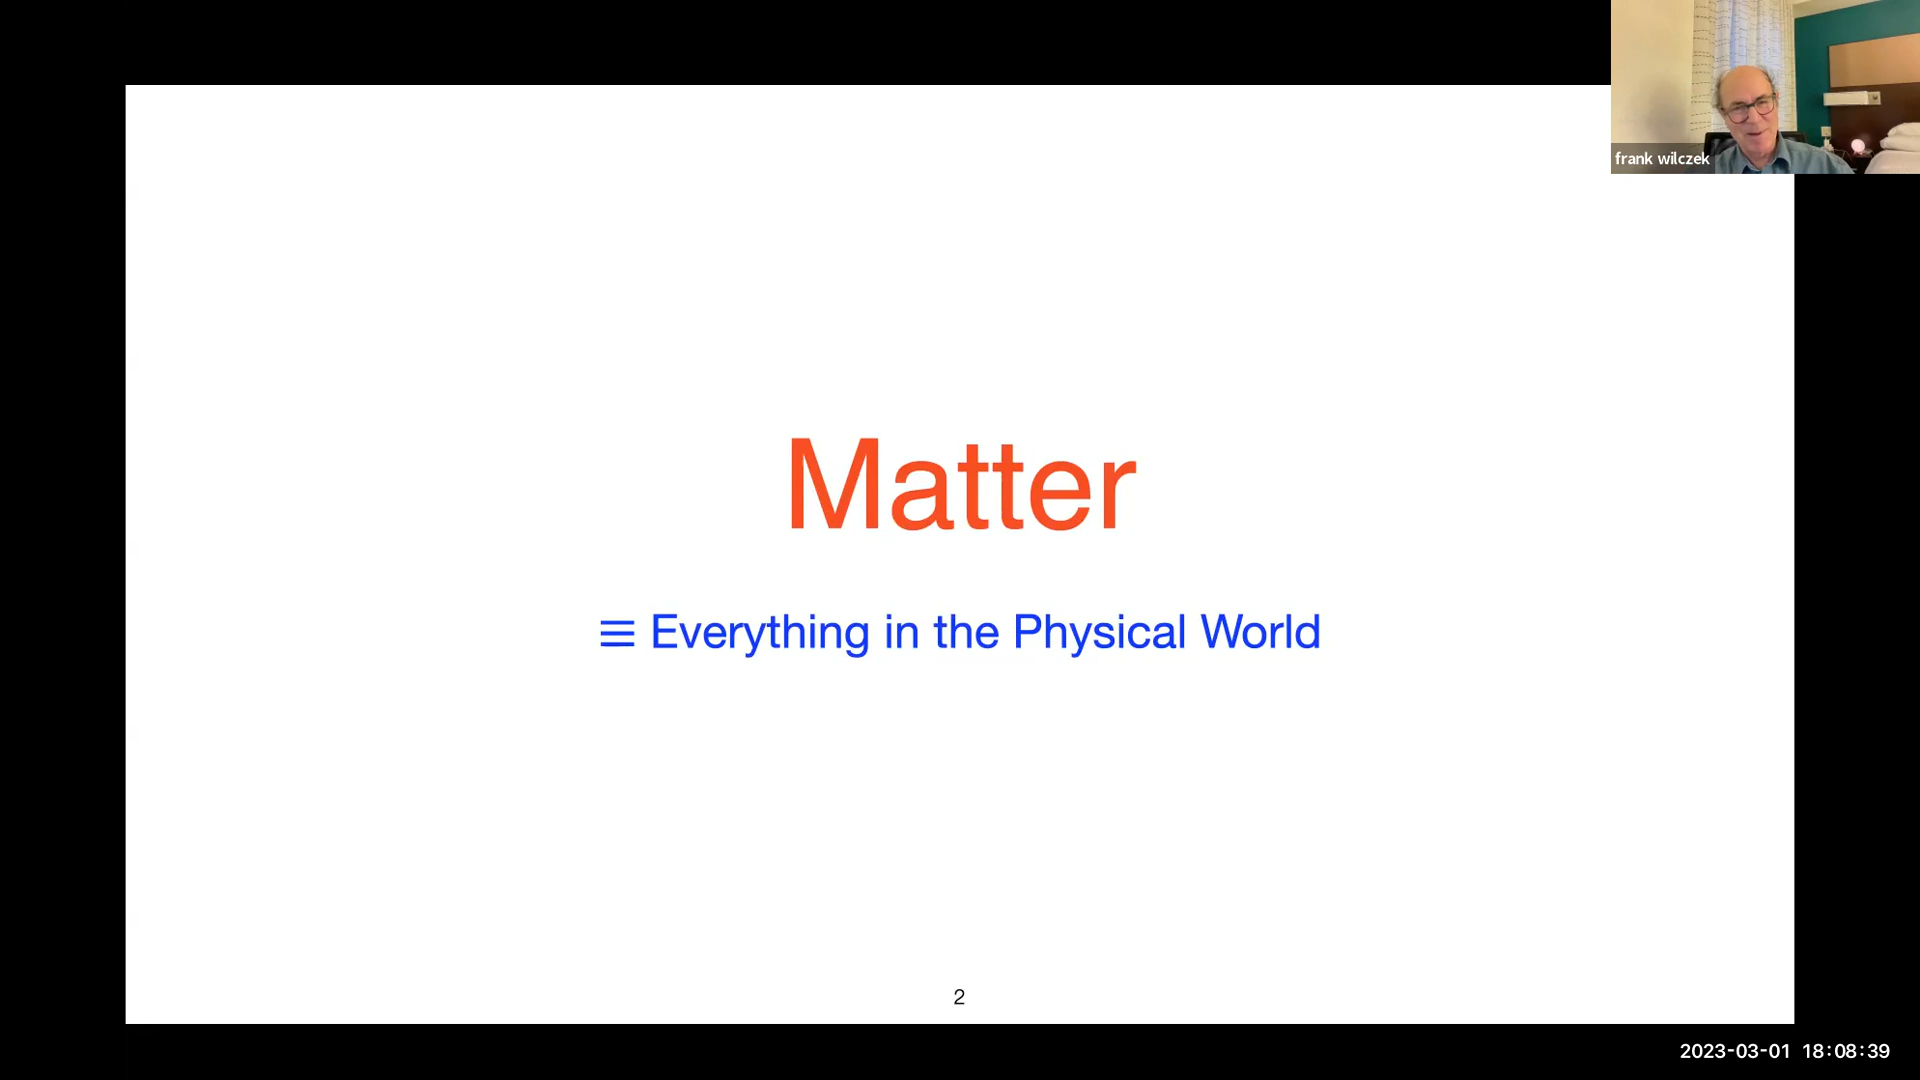 frank wilczek
Matter
≡ Everything in the Physical World
2
2023-03-01 18:08:39